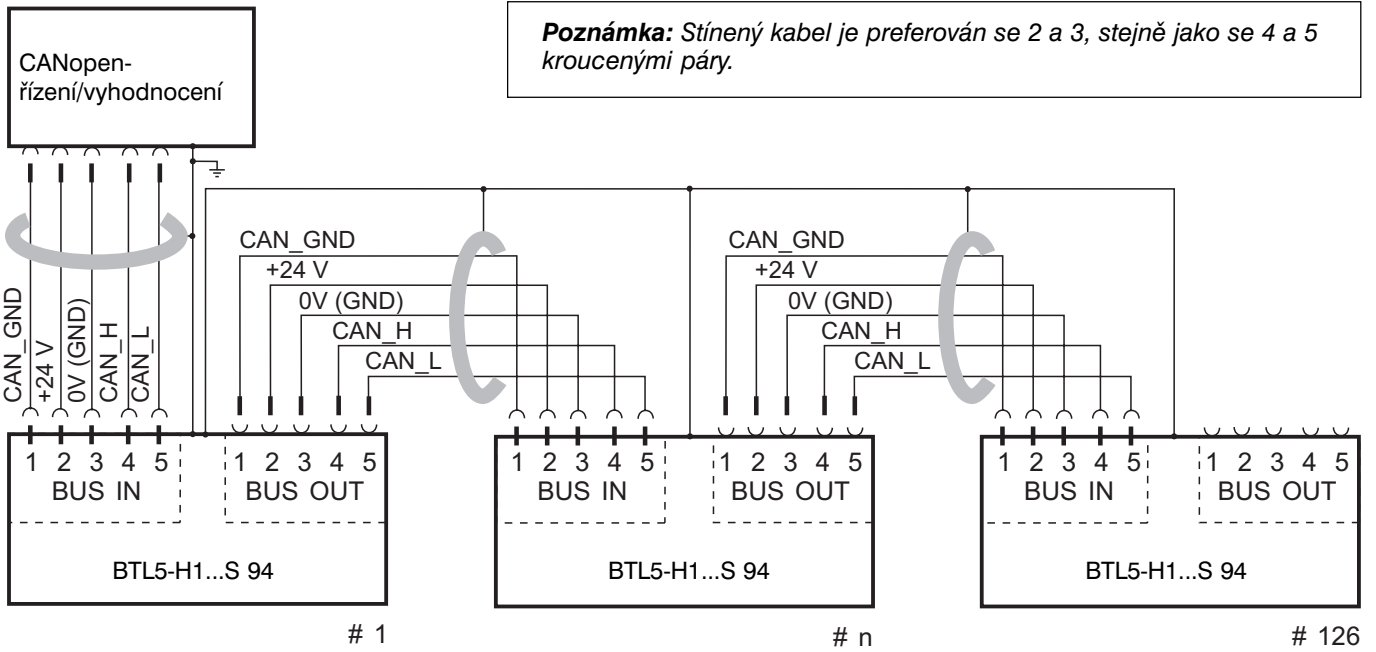 CANopen-
řízení/vyhodnocení
Poznámka: Stínený kabel je preferován se 2 a 3, stejně jako se 4 a 5
kroucenými páry.
CAN_GND
+24 V
0V (GND)
CAN_H
CAN_L
CAN_GND
+24 V
0V (GND)
CAN_H
CAN_L
CAN_GND
+24 V
0V (GND)
CAN_H
CAN_L
1 2 3 4 5
BUS IN
1 2 3 4 5
BUS OUT
BTL5-H1...S 94
# 1
1 2 3 4 5
BUS IN
1 2 3 4 5
BUS OUT
BTL5-H1...S 94
# n
1 2 3 4 5
BUS IN
1 2 3 4 5
BUS OUT
BTL5-H1...S 94
# 126